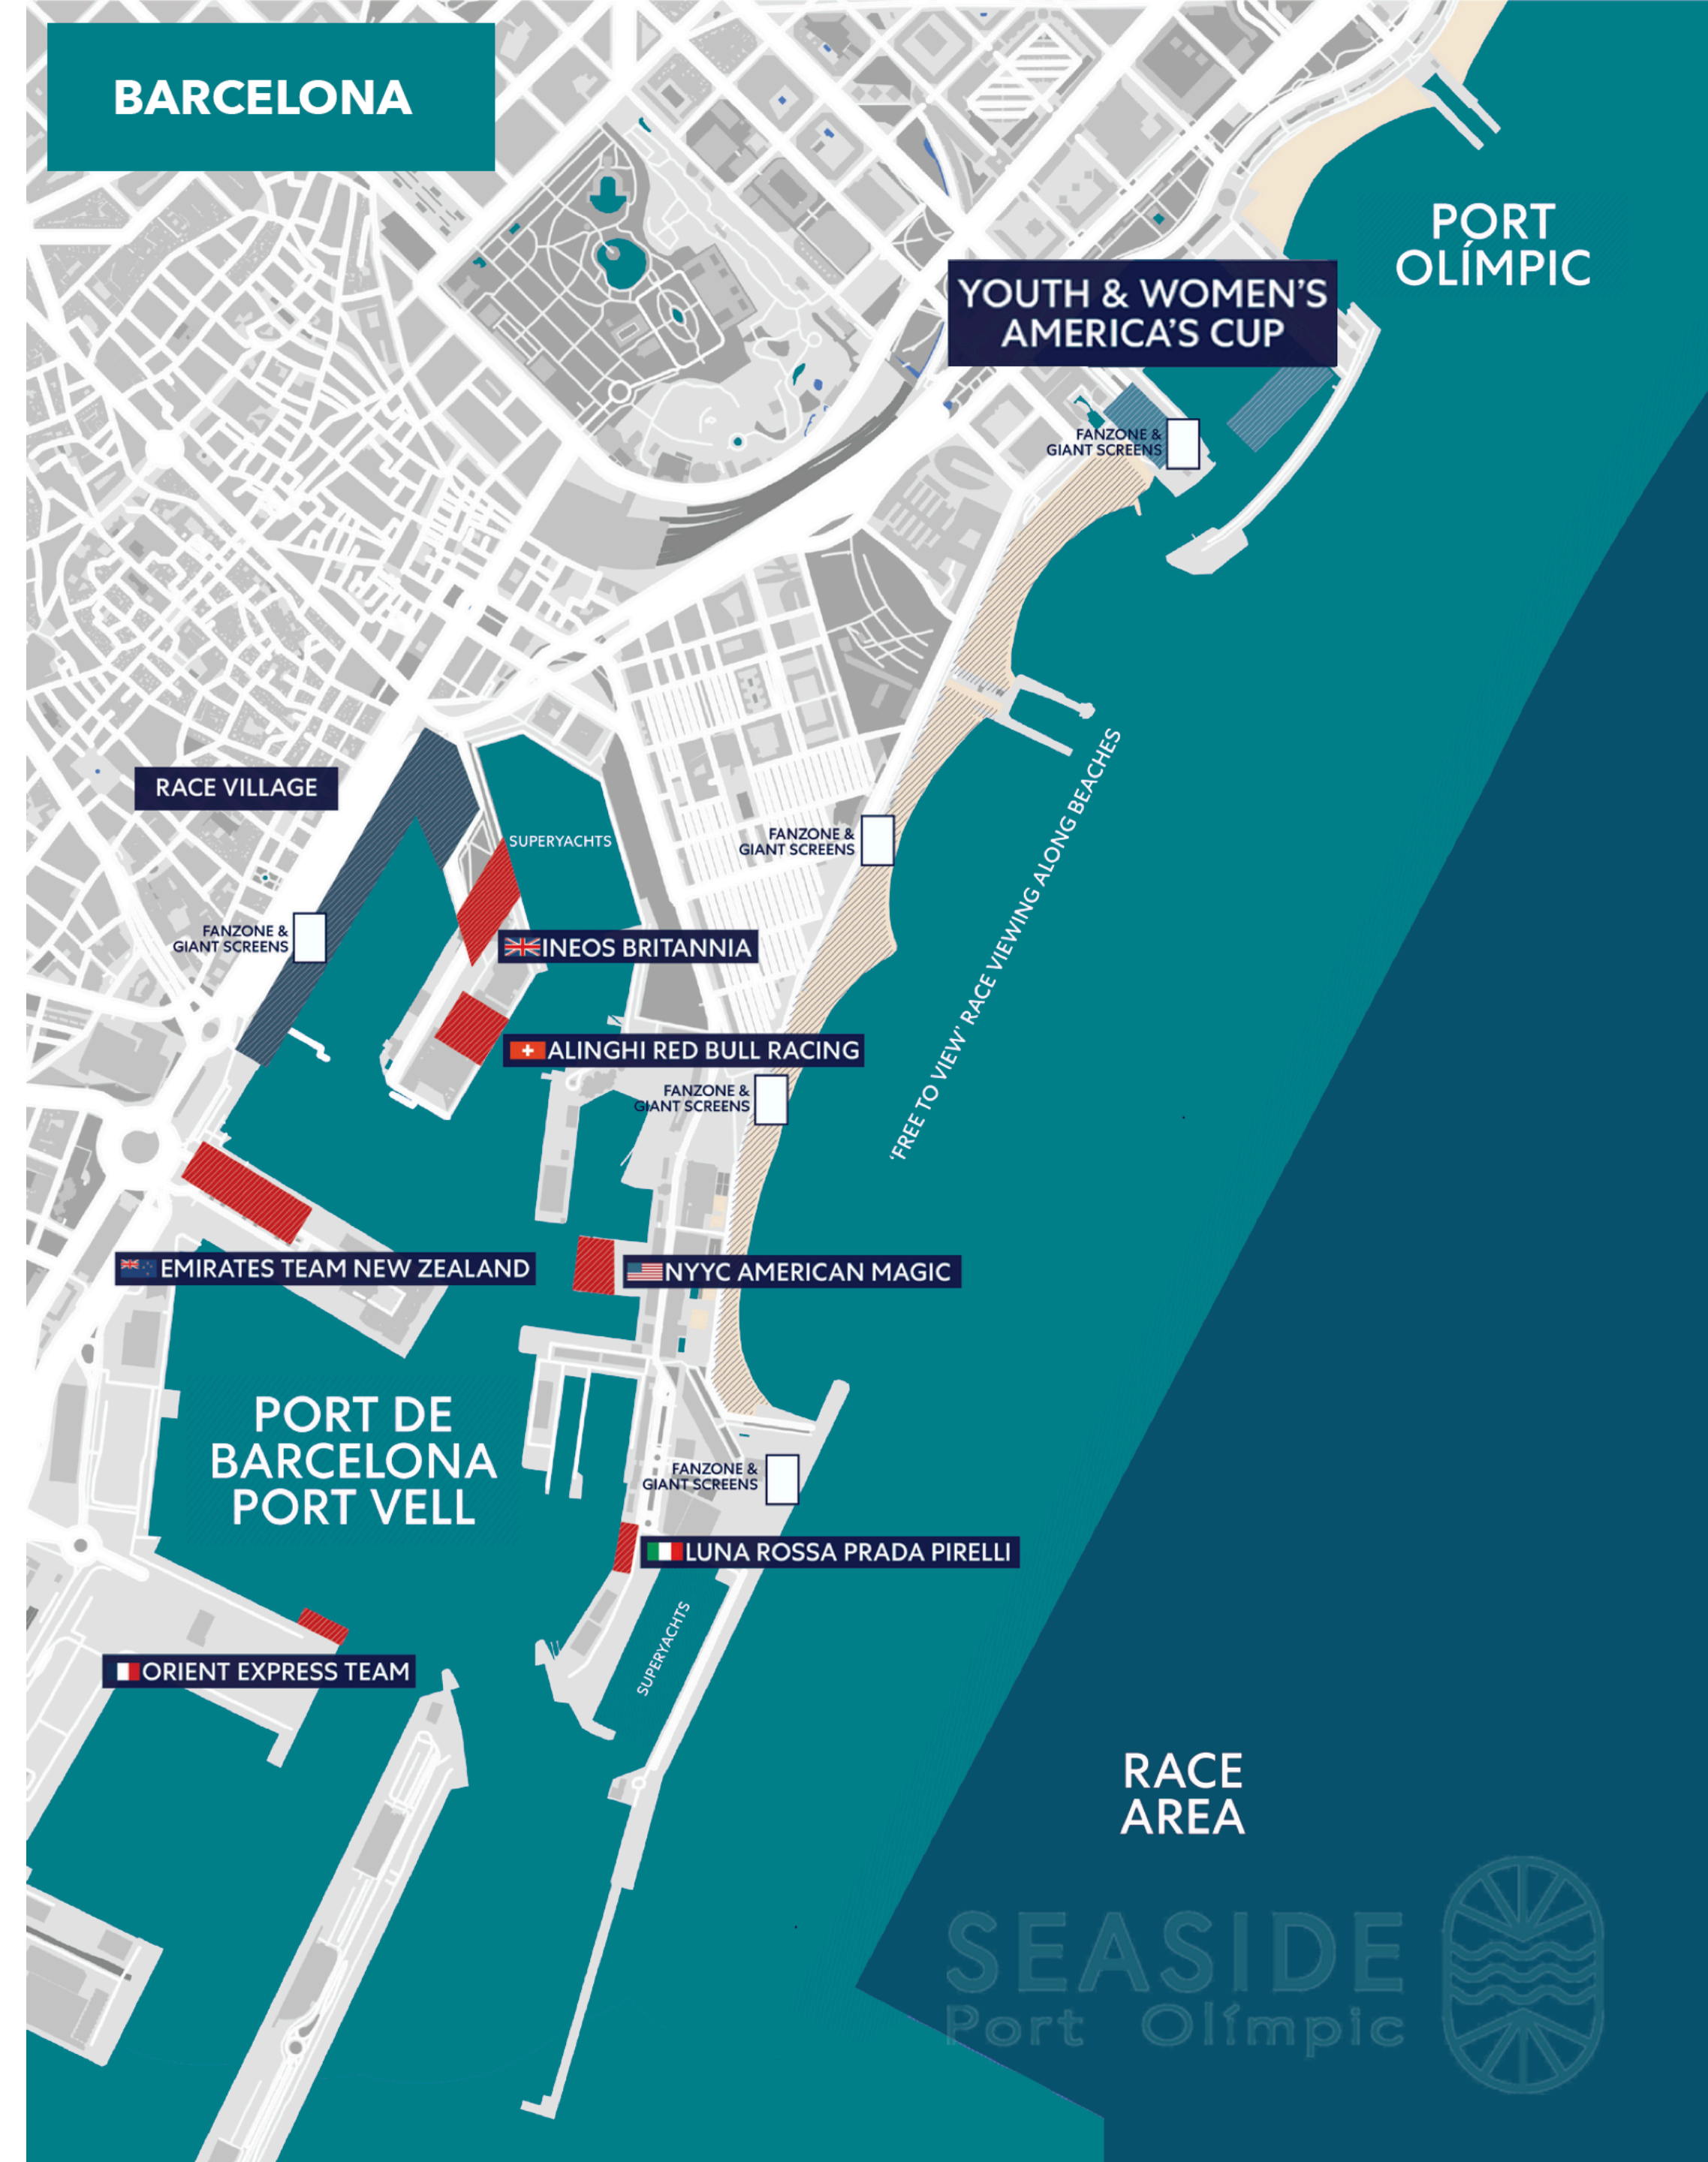 BARCELONA
PORT
OLÍMPIC
YOUTH & WOMEN'S
AMERICA'S CUP
FANZONE &
GIANT SCREENS
RACE VILLAGE
SUPERYACHTS
FANZONE &
GIANT SCREENS
'FREE TO VIEW' RACE VIEWING ALONG BEACHES
FANZONE &
GIANT SCREENS
INEOS BRITANNIA
ALINGHI RED BULL RACING
FANZONE &
GIANT SCREENS
EMIRATES TEAM NEW ZEALAND
NYYC AMERICAN MAGIC
PORT DE
BARCELONA
PORT VELL
FANZONE &
GIANT SCREENS
LUNA ROSSA PRADA PIRELLI
SUPERYACHTS
ORIENT EXPRESS TEAM
RACE
AREA
SEASIDE
Port Olímpic